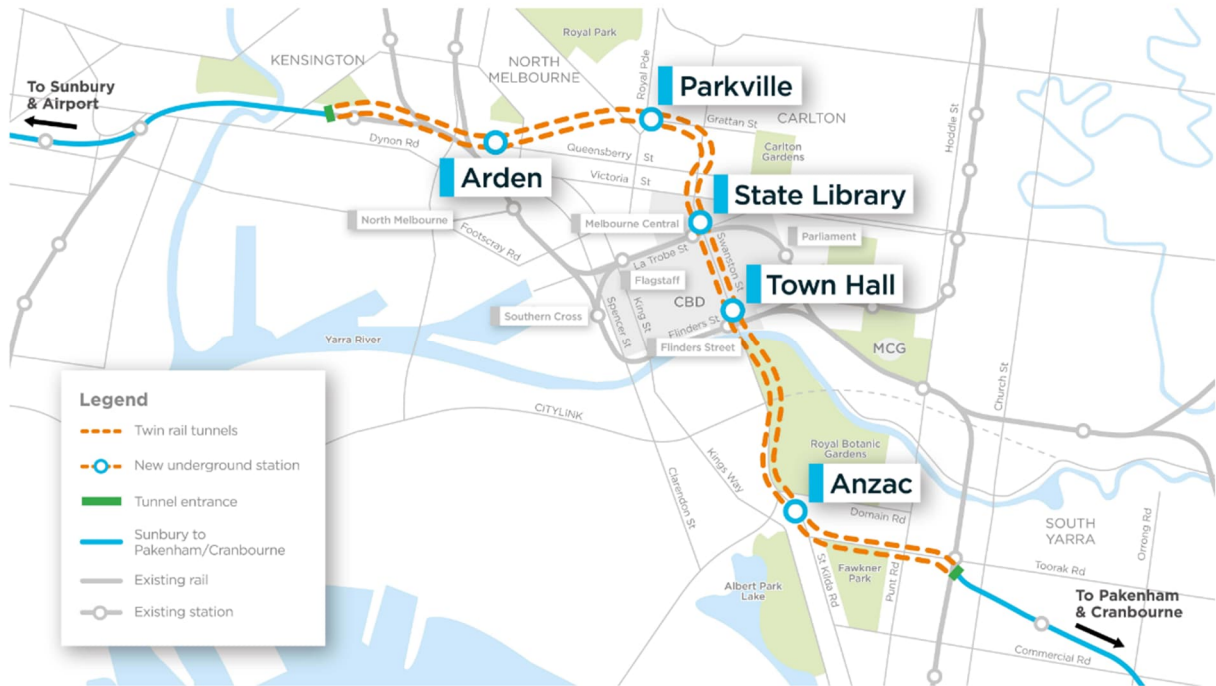 Royal Park
KENSINGTON
NORTH
MELBOURNE
Royal Pde
Parkville
To Sunbury
& Airport
Grattan St
CARLTON
Hoddle St
Dynon Rd
Queensberry St
Carlton
Gardens
Arden
Victoria St
State Library
North Melbourne
Melbourne Central
Footscray Rd
Parliament
La Trobe St
Swanston St
Flagstaff
Town Hall
CBD
Southern Cross
Spencer St
King St
Flinders St
Yarra River
Flinders Street
MCG
Church St
Legend
Twin rail tunnels
New underground station
Tunnel entrance
Sunbury to
Pakenham/Cranbourne
Existing rail
Existing station
CITYLINK
Royal Botanic
Gardens
Kings Way
Clarendon St
Anzac
Domain Rd
SOUTH
YARRA
Orrong Rd
Toorak Rd
Fawkner
Park
Punt Rd
St Kilda Rd
Albert Park
Lake
To Pakenham
& Cranbourne
Commercial Rd